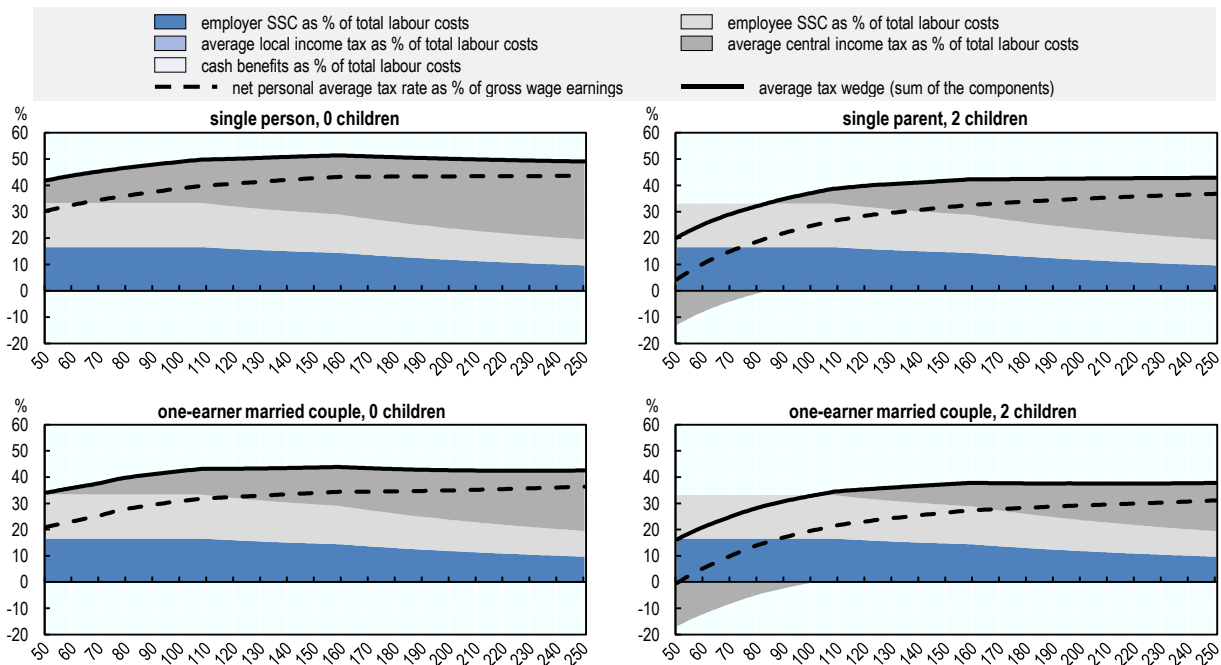 employer SSC as % of total labour costs
employee SSC as % of total labour costs
average local income tax as % of total labour costs
average central income tax as % of total labour costs
cash benefits as % of total labour costs
net personal average tax rate as % of gross wage earnings
average tax wedge (sum of the components)
%
single person, 0 children
60
50
40
30
20
10
0
-10
-20
50 60 70 80 90 100 110 120 130 140 150 160 170 180 190 200 210 220 230 240 250
%
single parent, 2 children
60
50
40
30
20
10
0
-10
-20
50 60 70 80 90 100 110 120 130 140 150 160 170 180 190 200 210 220 230 240 250
%
one-earner married couple, 0 children
60
50
40
30
20
10
0
-10
-20
50 60 70 80 90 100 110 120 130 140 150 160 170 180 190 200 210 220 230 240 250
%
one-earner married couple, 2 children
60
50
40
30
20
10
0
-10
-20
50 60 70 80 90 100 110 120 130 140 150 160 170 180 190 200 210 220 230 240 250